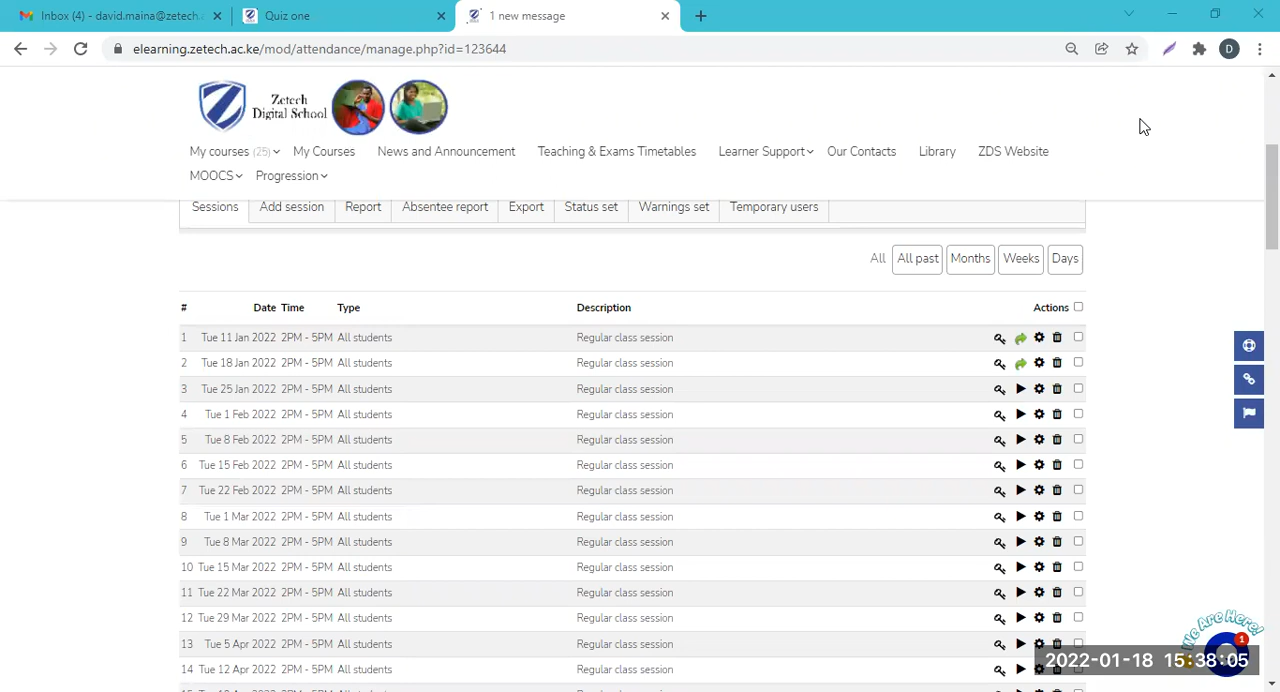 Inbox (4) - david.maina@zetech.a
Quiz one
1 new message
elearning.zetech.ac.ke/mod/attendance/manage.php?id=123644
D
Zetech
Digital School
My courses (25) My Courses News and Announcement Teaching & Exams Timetables Learner Support Our Contacts Library ZDS Website
MOOCS Progression
Sessions Add session Report Absentee report Export Status set Warnings set Temporary users
All All past Months Weeks Days
# Date Time Type Description Actions
1 Tue 11 Jan 2022 2PM - 5PM All students Regular class session
2 Tue 18 Jan 2022 2PM - 5PM All students Regular class session
3 Tue 25 Jan 2022 2PM - 5PM All students Regular class session
4 Tue 1 Feb 2022 2PM - 5PM All students Regular class session
5 Tue 8 Feb 2022 2PM - 5PM All students Regular class session
6 Tue 15 Feb 2022 2PM - 5PM All students Regular class session
7 Tue 22 Feb 2022 2PM - 5PM All students Regular class session
8 Tue 1 Mar 2022 2PM - 5PM All students Regular class session
9 Tue 8 Mar 2022 2PM - 5PM All students Regular class session
10 Tue 15 Mar 2022 2PM - 5PM All students Regular class session
11 Tue 22 Mar 2022 2PM - 5PM All students Regular class session
12 Tue 29 Mar 2022 2PM - 5PM All students Regular class session
13 Tue 5 Apr 2022 2PM - 5PM All students Regular class session
14 Tue 12 Apr 2022 2PM - 5PM All students Regular class session
We Are Here!
1
2022-01-18 15:38:05